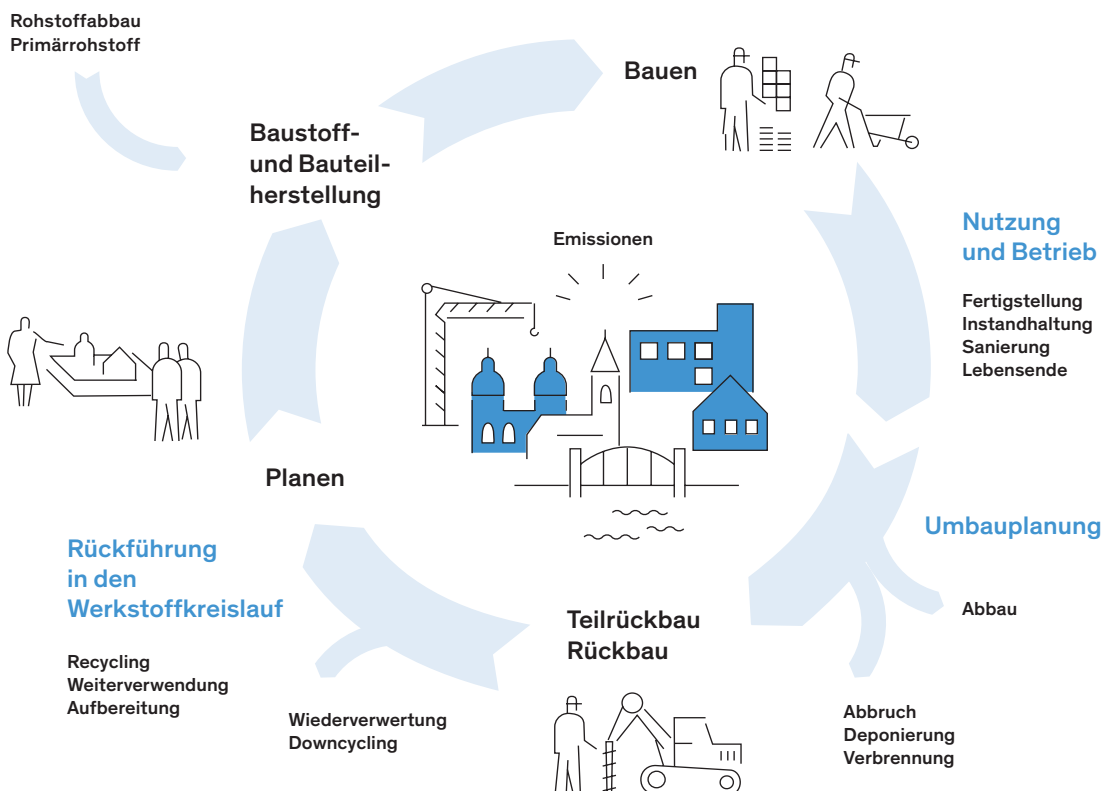 Rohstoffabbau
Primärrohstoff
Bauen
Baustoff-
und Bauteil-
herstellung
Nutzung
und Betrieb
Fertigstellung
Instandhaltung
Sanierung
Lebensende
Emissionen
Planen
Umbauplanung
Abbau
Rückführung
in den
Werkstoffkreislauf
Recycling
Weiterverwendung
Aufbereitung
Wiederverwertung
Downcycling
Teilrückbau
Rückbau
Abbruch
Deponierung
Verbrennung